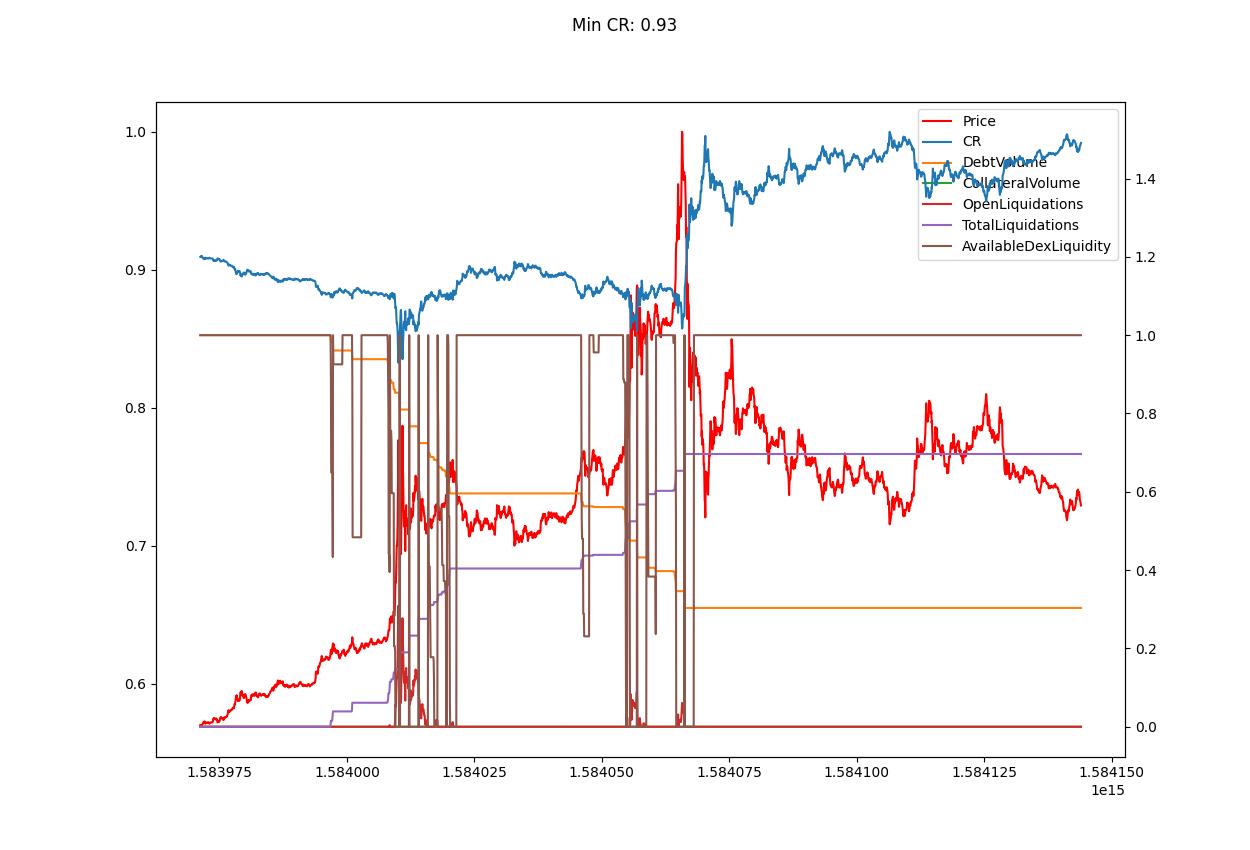 Min CR: 0.93
1.0
0.9
0.8
0.7
0.6
Price
CR
DebtVolume
CollateralVolume
OpenLiquidations
TotalLiquidations
AvailableDexLiquidity
1.4
1.2
1.0
0.8
0.6
0.4
0.2
0.0
1.583975 1.584000 1.584025 1.584050 1.584075 1.584100 1.584125 1.584150
1e15